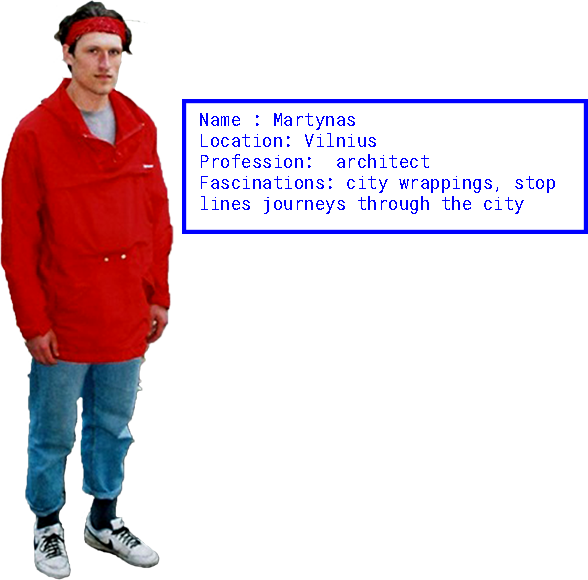 Name : Martynas
Location: Vilnius
Profession:  architect
Fascinations: city wrappings, stop
lines journeys through the city